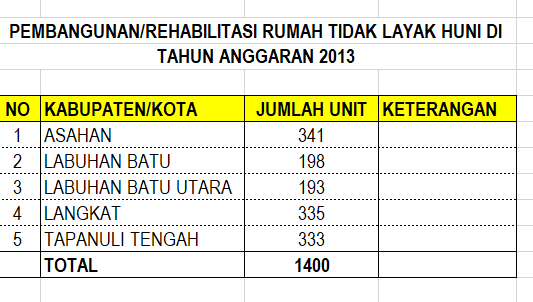 PEMBANGUNAN/REHABILITASI RUMAH TIDAK LAYAK HUNI DI
TAHUN ANGGARAN 2013
NO KABUPATEN/KOTA JUMLAH UNIT KETERANGAN
1 ASAHAN 341
2 LABUHAN BATU 198
3 LABUHAN BATU UTARA 193
4 LANGKAT 335
5 TAPANULI TENGAH 333
TOTAL 1400